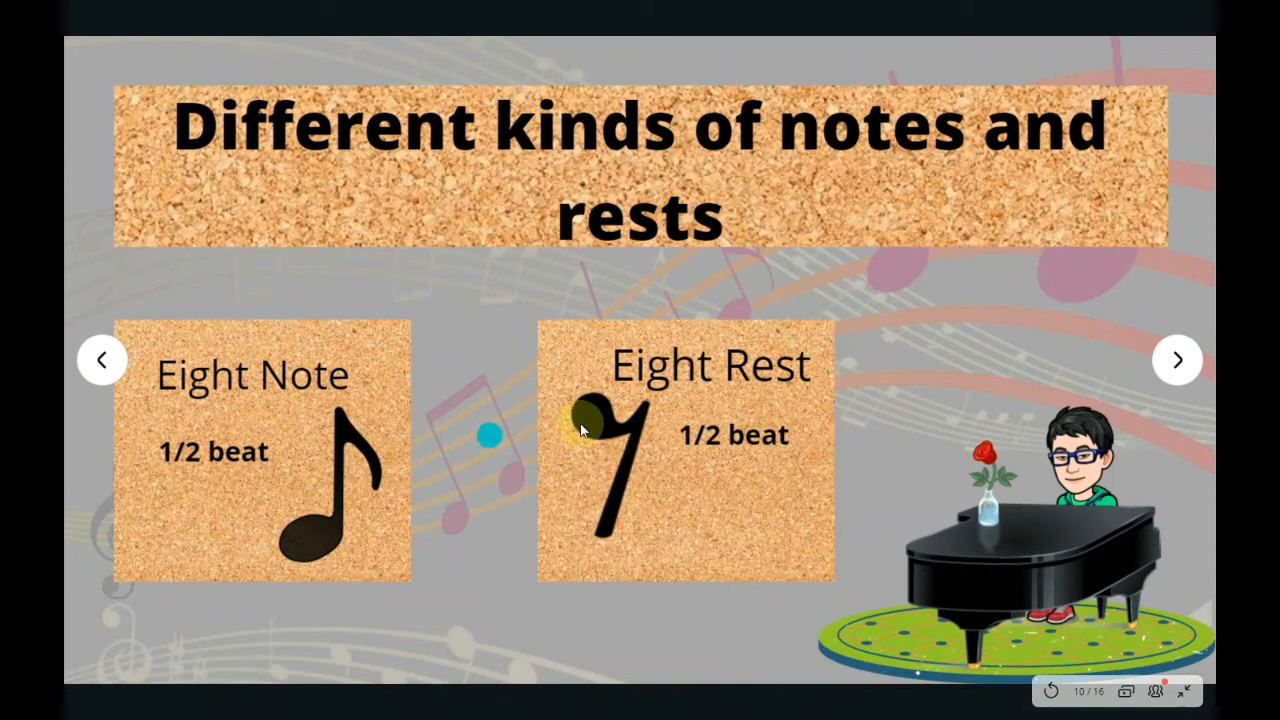 Different kinds of notes and
rests
Eight Note
1/2 beat
Eight Rest
1/2 beat
10 / 16